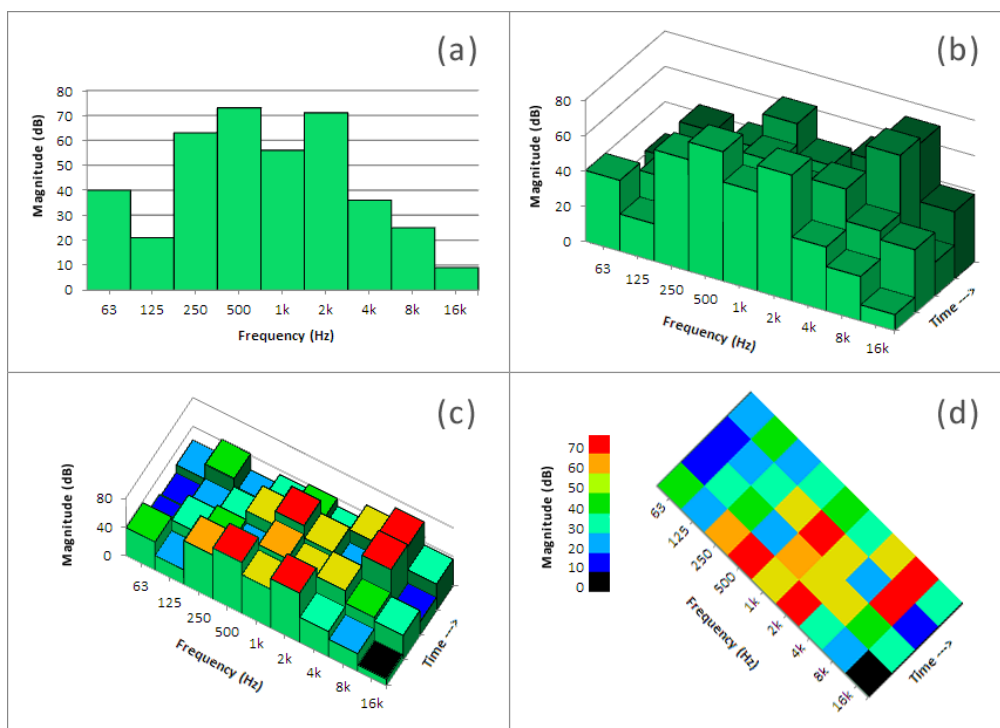 (a)
Magnitude (dB)
80
70
60
50
40
30
20
10
0
63 125 250 500 1k 2k 4k 8k 16k
Frequency (Hz)
(b)
Magnitude (dB)
80
60
40
20
0
63 125 250 500 1k 2k 4k 8k 16k
Frequency (Hz)
Time --->
(c)
Magnitude (dB)
80
40
0
63 125 250 500 1k 2k 4k 8k 16k
Frequency (Hz)
Time --->
(d)
Magnitude (dB)
70
60
50
40
30
20
10
0
63 125 250 500 1k 2k 4k 8k 16k
Frequency (Hz)
Time --->